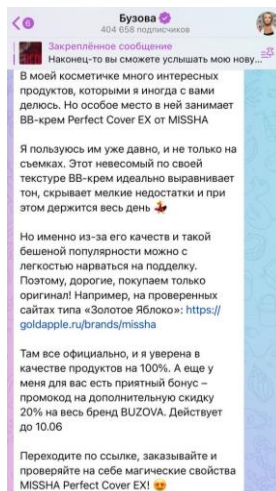 6
Бузова
404 658 подписчиков
Закреплённое сообщение
Наконец-то вы сможете услышать мою нову...
В моей косметичке много интересных
продуктов, которыми я иногда с вами
делюсь. Но особое место в ней занимает
BB-крем Perfect Cover EX от MISSHA
Я пользуюсь им уже давно, и не только на
съемках. Этот невесомый по своей
текстуре BB-крем идеально выравнивает
тон, скрывает мелкие недостатки и при
этом держится весь день 💃
Но именно из-за его качеств и такой
бешеной популярности можно с
легкостью нарваться на подделку.
Поэтому, дорогие, покупаем только
оригинал! Например, на проверенных
сайтах типа «Золотое Яблоко»: https://
goldapple.ru/brands/missha
Там все официально, и я уверена в
качестве продуктов на 100%. А еще у
меня для вас есть приятный бонус –
промокод на дополнительную скидку
20% на весь бренд BUZOVA. Действует
до 10.06
Переходите по ссылке, заказывайте и
проверяйте на себе магические свойства
MISSHA Perfect Cover EX! 😍